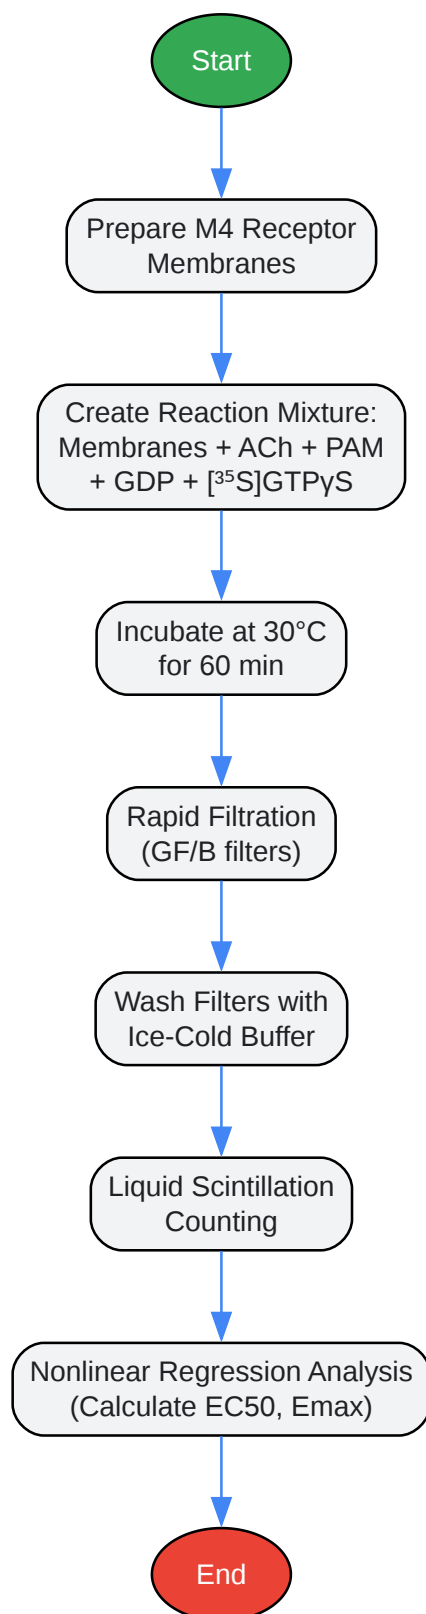 Start
Prepare M4 Receptor
Membranes
Create Reaction Mixture:
Membranes + ACh + PAM
+ GDP + [³⁵S]GTPγS
Incubate at 30°C
for 60 min
Rapid Filtration
(GF/B filters)
Wash Filters with
Ice-Cold Buffer
Liquid Scintillation
Counting
Nonlinear Regression Analysis
(Calculate EC50, Emax)
End